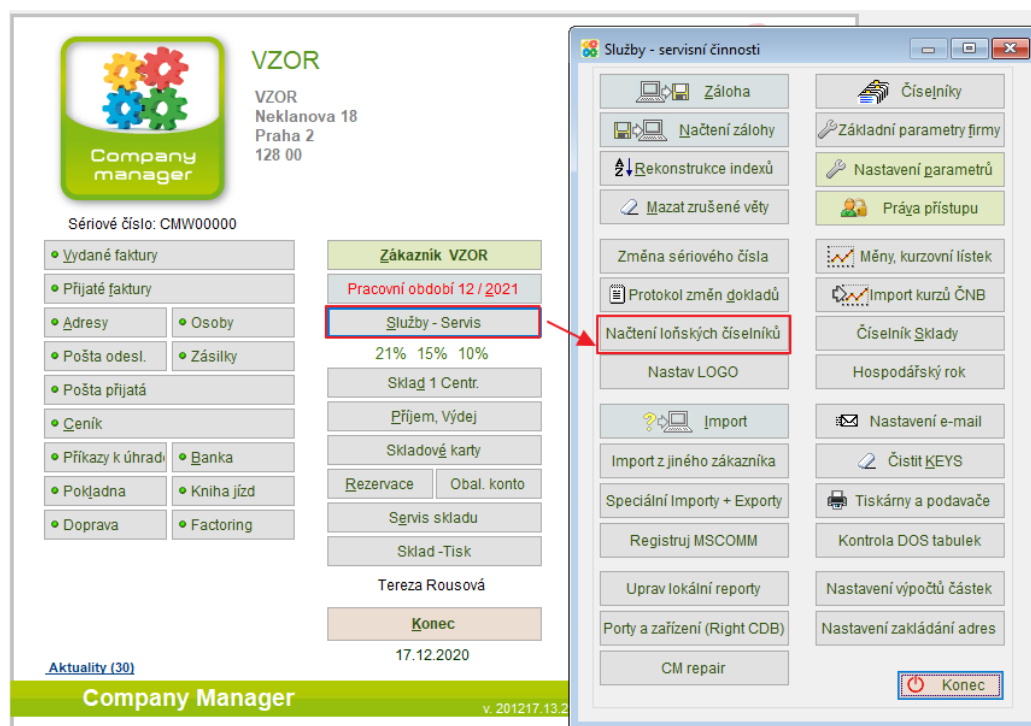 Company
manager
VZOR
VZOR
Neklanova 18
Praha 2
128 00
Sériové číslo: CMW00000
Vydané faktury
Přijaté faktury
Adresy
Osoby
Pošta odesl.
Zásilky
Pošta přijatá
Ceník
Příkazy k úhrad
Banka
Pokladna
Kniha jízd
Doprava
Factoring
Zákazník VZOR
Pracovní období 12 / 2021
Služby - Servis
21% 15% 10%
Sklad 1 Centr.
Příjem, Výdej
Skladové karty
Rezervace
Obal. konto
Servis skladu
Sklad -Tisk
Tereza Rousová
Konec
17.12.2020
Aktuality (30)
Company Manager
v. 201217.13.2
Služby - servisní činnosti
Záloha
Číselníky
Načtení zálohy
Základní parametry firmy
Rekonstrukce indexů
Nastavení parametrů
Mazat zrušené věty
Práva přístupu
Změna sériového čísla
Měny, kurzovní lístek
Protokol změn dokladů
Import kurzů ČNB
Načtení loňských číselníků
Číselník Sklady
Nastav LOGO
Hospodářský rok
Import
Nastavení e-mail
Import z jiného zákazníka
Čistit KEYS
Speciální Importy + Exporty
Tiskárny a podavače
Registruj MSCOMM
Kontrola DOS tabulek
Uprav lokální reporty
Nastavení výpočtů částek
Porty a zařízení (Right CDB)
Nastavení zakládání adres
CM repair
Konec